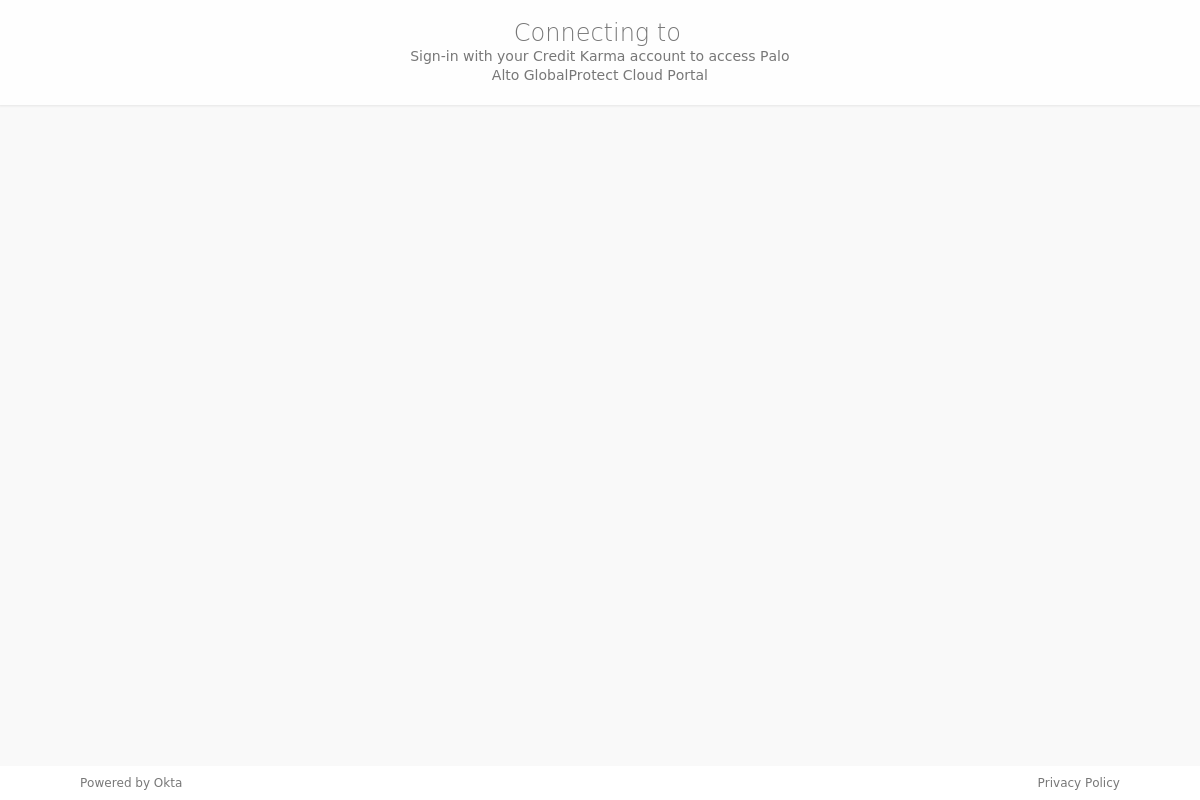 Connecting to
Sign-in with your Credit Karma account to access Palo
Alto GlobalProtect Cloud Portal
Powered by Okta
Privacy Policy